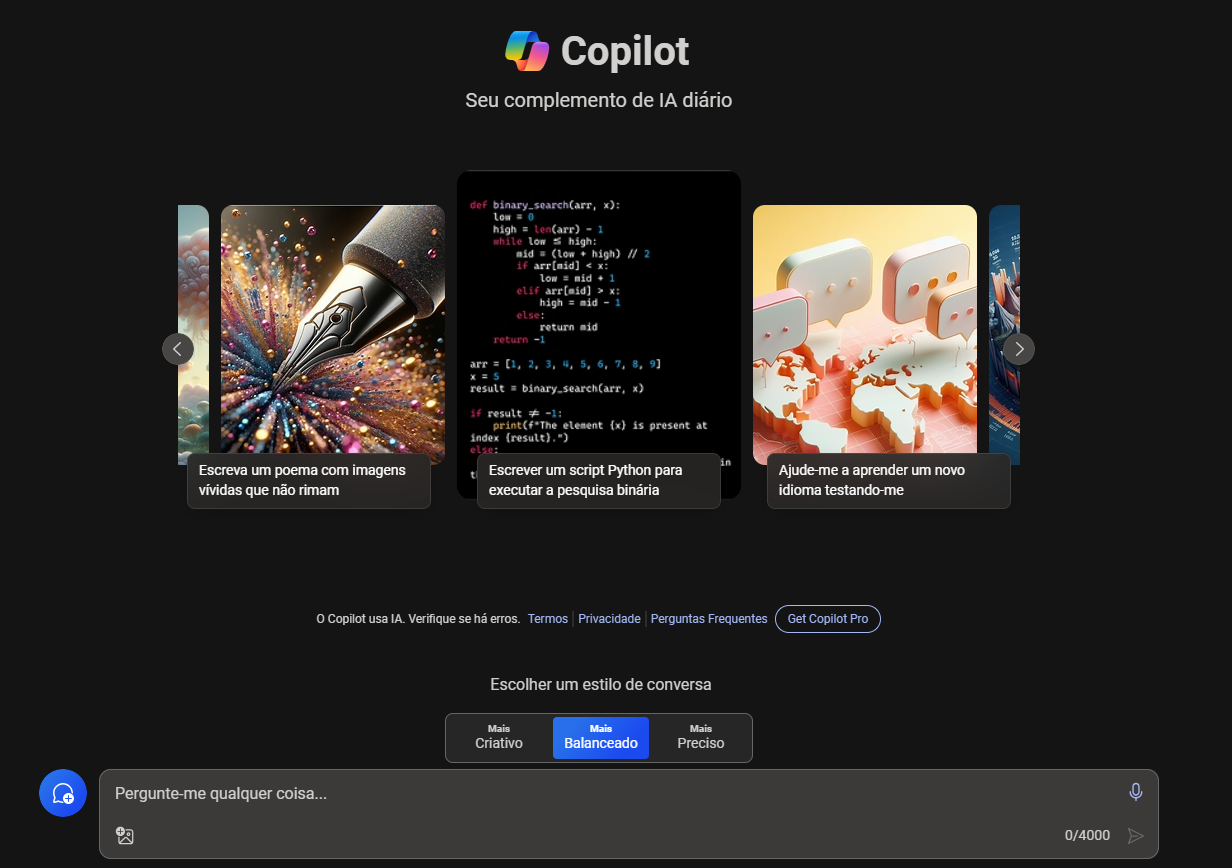 Copilot
Seu complemento de IA diário
def binary_search(arr, x):
low = 0
high = len(arr) - 1
while low ≤ high:
mid = (low + high) // 2
if arr[mid] < x:
low = mid + 1
elif arr[mid] > x:
high = mid - 1
else:
return mid
return -1
arr = [1, 2, 3, 4, 5, 6, 7, 8, 9]
x = 5
result = binary_search(arr, x)
if result ≠ -1:
print(f"The element {x} is present at
index {result}.")
else:
in
Escreva um poema com imagens
vívidas que não rimam
Escrever um script Python para
executar a pesquisa binária
Ajude-me a aprender um novo
idioma testando-me
O Copilot usa IA. Verifique se há erros. Termos Privacidade Perguntas Frequentes Get Copilot Pro
Escolher um estilo de conversa
Mais
Criativo
Mais
Balanceado
Mais
Preciso
Pergunte-me qualquer coisa...
0/4000